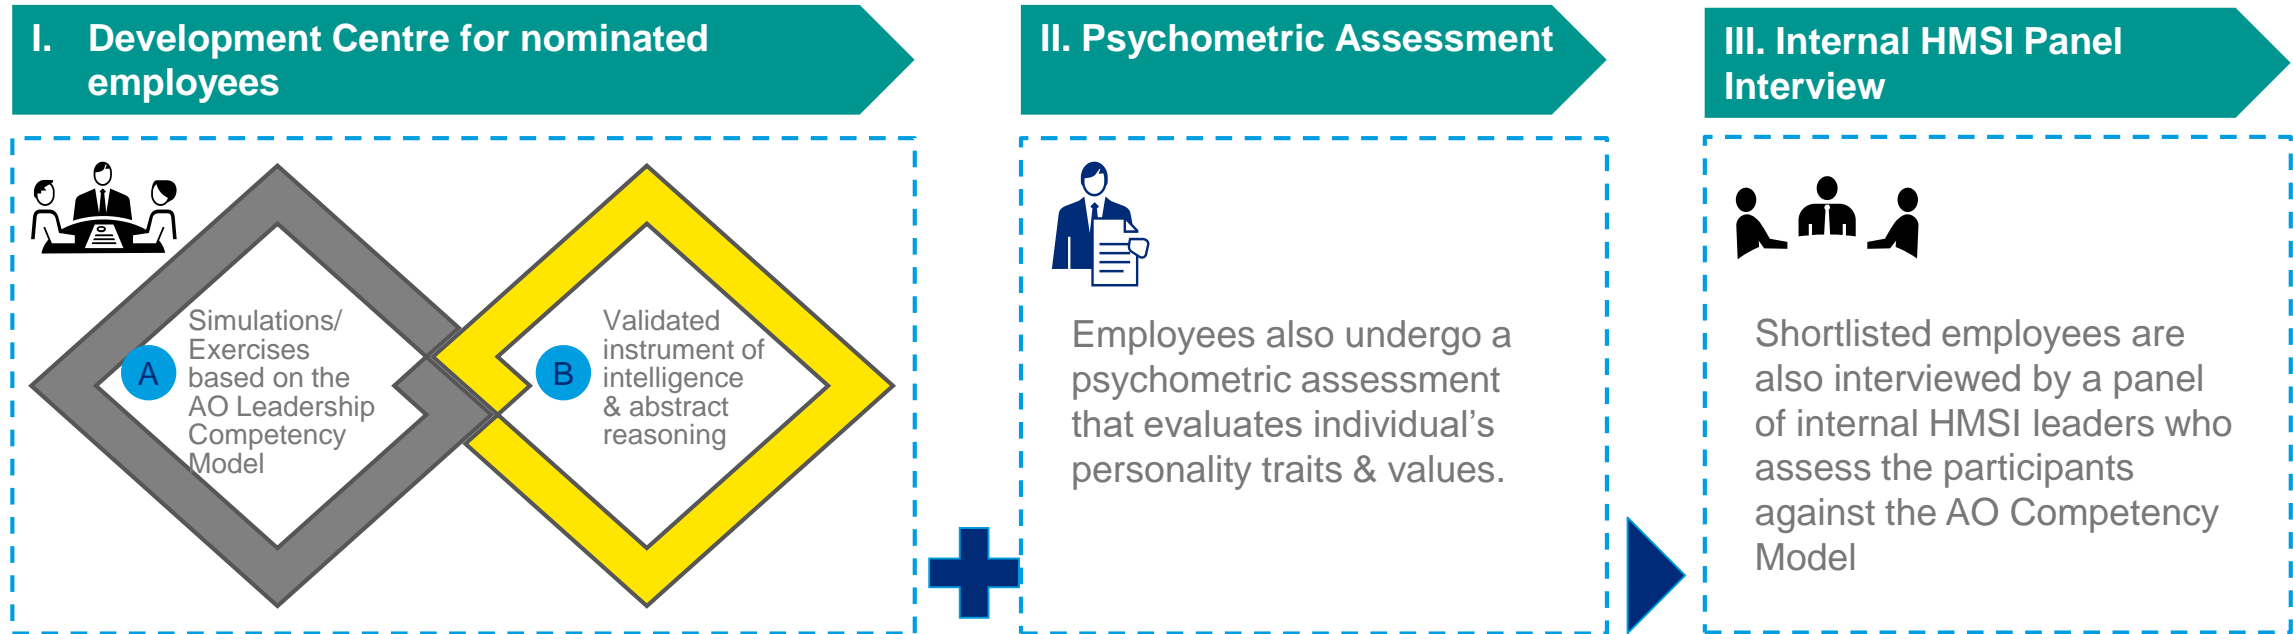 I. Development Centre for nominated
employees
II. Psychometric Assessment
III. Internal HMSI Panel
Interview
A
Simulations/
Exercises
based on the
AO Leadership
Competency
Model
B
Validated
instrument of
intelligence
& abstract
reasoning
Employees also undergo a
psychometric assessment
that evaluates individual’s
personality traits & values.
Shortlisted employees are
also interviewed by a panel
of internal HMSI leaders who
assess the participants
against the AO Competency
Model